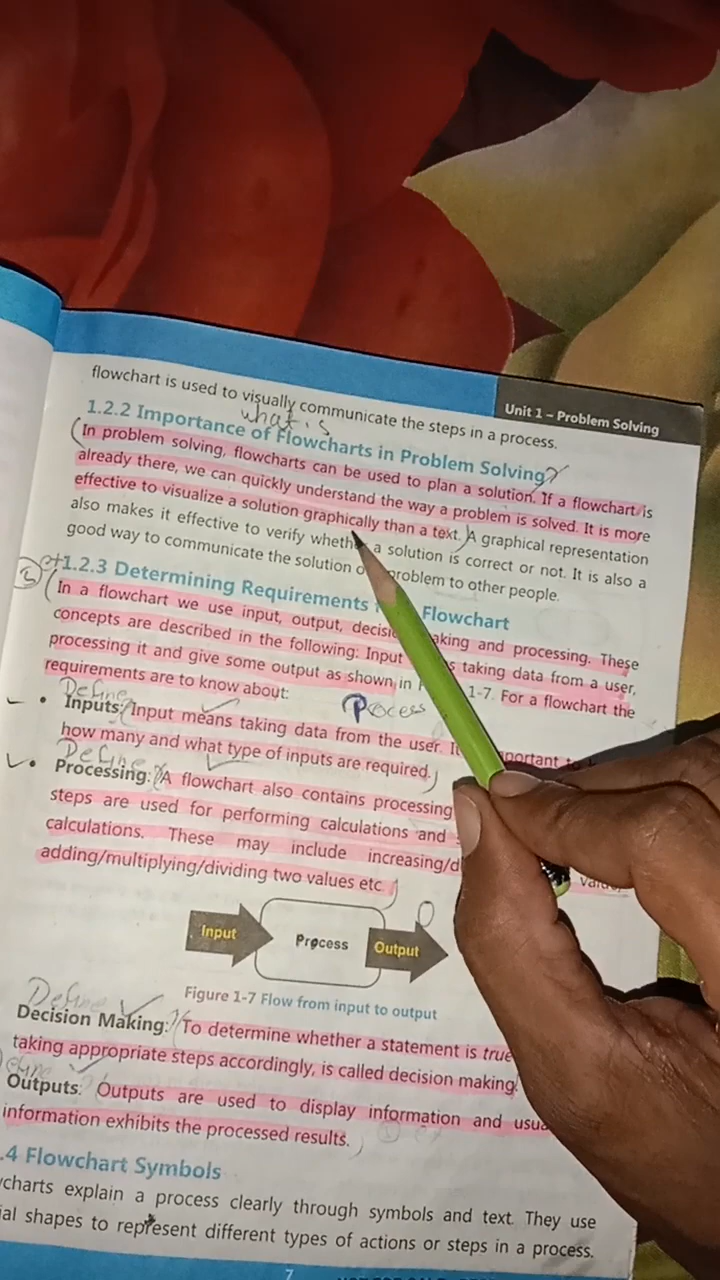 Unit 1 – Problem Solving
flowchart is used to visually communicate the steps in a process.
what is
1.2.2 Importance of Flowcharts in Problem Solving?
(In problem solving, flowcharts can be used to plan a solution. If a flowchart is
already there, we can quickly understand the way a problem is solved. It is more
effective to visualize a solution graphically than a text.) A graphical representation
also makes it effective to verify a solution is correct or not. It is also a
good way to communicate the solution problem to other people.
1.2.3 Determining Requirements Flowchart
(In a flowchart we use input, output, and processing. These
concepts are described in the following: Input taking data from a user,
processing it and give some output as shown in 1-7. For a flowchart the
requirements are to know about:
Define
Process
• Inputs: Input means taking data from the user.
how many and what type of inputs are required.)
Define
• Processing: (A flowchart also contains processing
steps are used for performing calculations and
calculations. These may include
adding/multiplying/dividing two values etc.)
Input Process Output
Figure 1-7 Flow from input to output
Define
Decision Making: (To determine whether a statement is true
taking appropriate steps accordingly, is called decision making.
Outputs: Outputs are used to display information and
information exhibits the processed results.
.4 Flowchart Symbols
explain a process clearly through symbols and text. They use
shapes to represent different types of actions or steps in a process.
7